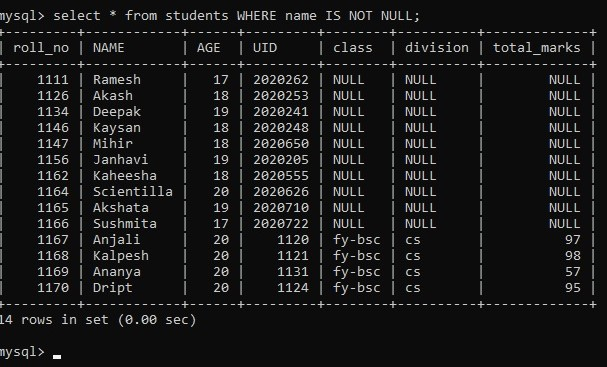 mysql> select * from students WHERE name IS NOT NULL;
+---------+------------+------+---------+--------+----------+-------------+
| roll_no | NAME       | AGE  | UID     | class  | division | total_marks |
+---------+------------+------+---------+--------+----------+-------------+
|    1111 | Ramesh     |   17 | 2020262 | NULL   | NULL     |        NULL |
|    1126 | Akash      |   18 | 2020253 | NULL   | NULL     |        NULL |
|    1134 | Deepak     |   19 | 2020241 | NULL   | NULL     |        NULL |
|    1146 | Kaysan     |   18 | 2020248 | NULL   | NULL     |        NULL |
|    1147 | Mihir      |   18 | 2020650 | NULL   | NULL     |        NULL |
|    1156 | Janhavi    |   19 | 2020205 | NULL   | NULL     |        NULL |
|    1162 | Kaheesha   |   18 | 2020555 | NULL   | NULL     |        NULL |
|    1164 | Scientilla |   20 | 2020626 | NULL   | NULL     |        NULL |
|    1165 | Akshata    |   19 | 2020710 | NULL   | NULL     |        NULL |
|    1166 | Sushmita   |   17 | 2020722 | NULL   | NULL     |        NULL |
|    1167 | Anjali     |   20 |    1120 | fy-bsc | cs       |          97 |
|    1168 | Kalpesh    |   20 |    1121 | fy-bsc | cs       |          98 |
|    1169 | Ananya     |   20 |    1131 | fy-bsc | cs       |          57 |
|    1170 | Dript      |   20 |    1124 | fy-bsc | cs       |          95 |
+---------+------------+------+---------+--------+----------+-------------+
14 rows in set (0.00 sec)
mysql>